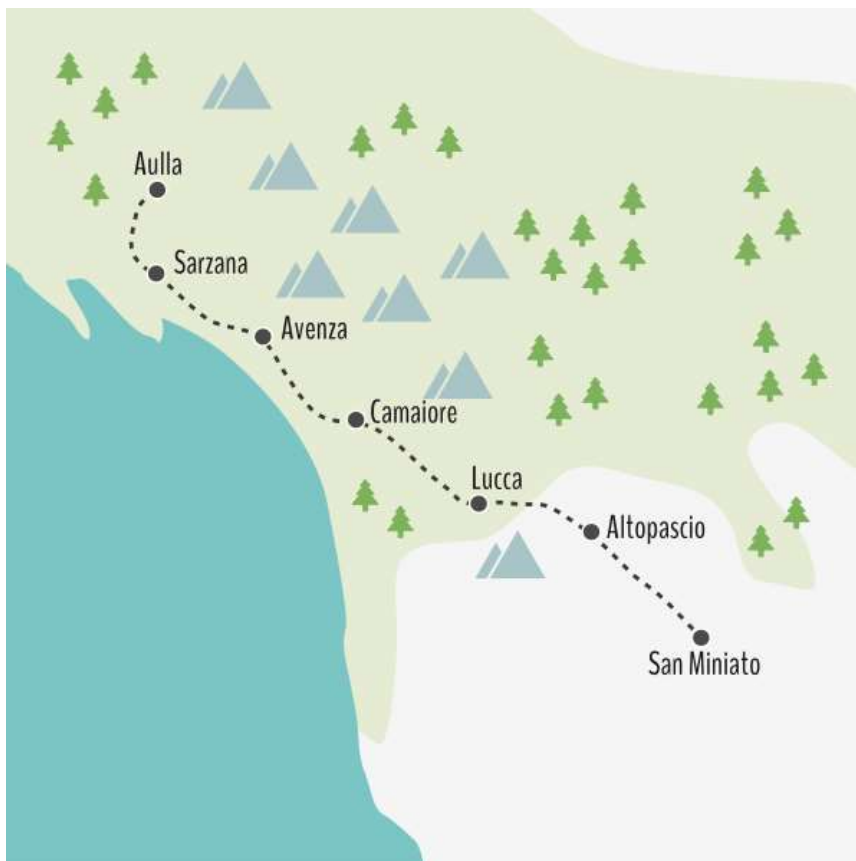 Aulla
Sarzana
Avenza
Camaiore
Lucca
Altopascio
San Miniato